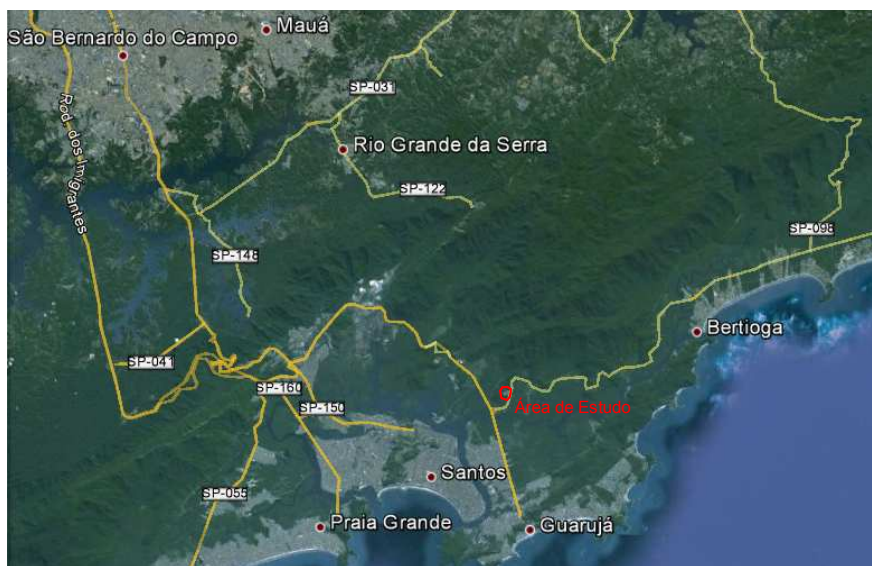 Mauá
São Bernardo do Campo
SP-031
Rod. dos Imigrantes
Rio Grande da Serra
SP-122
SP-098
SP-148
Bertioga
SP-041
SP-160
SP-150
Área de Estudo
Santos
SP-055
Praia Grande
Guarujá